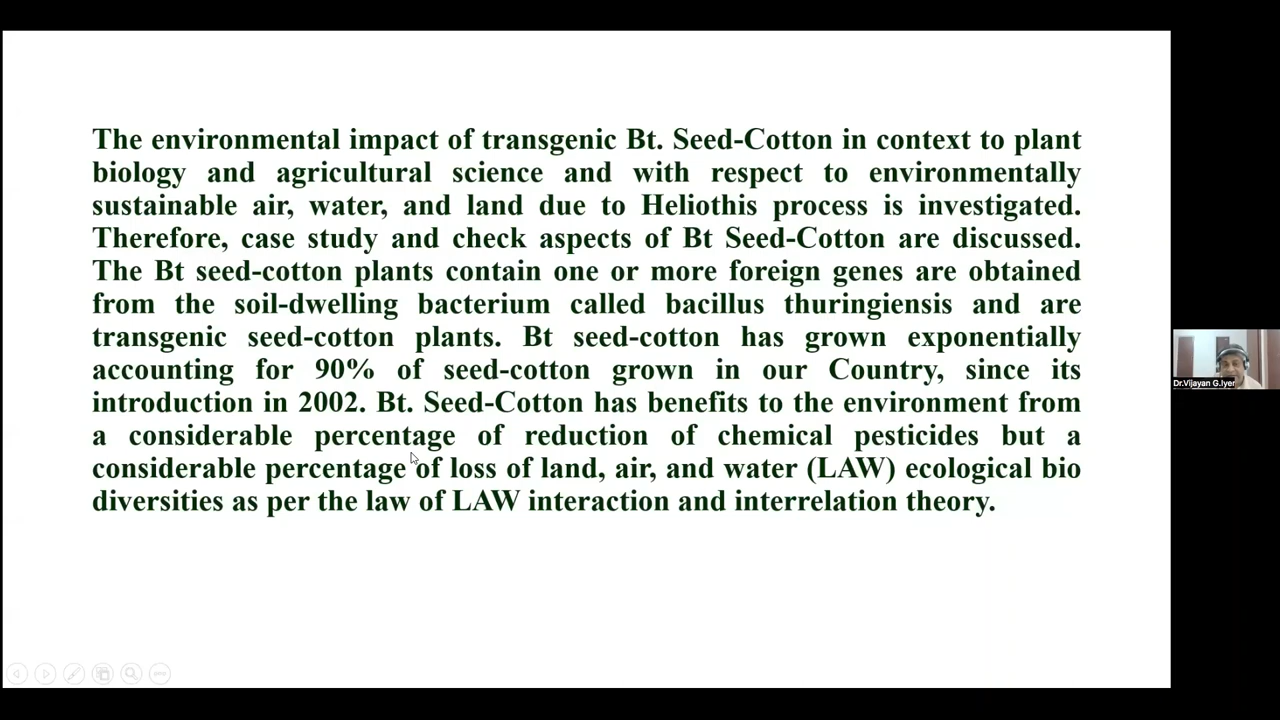 The environmental impact of transgenic Bt. Seed-Cotton in context to plant
biology and agricultural science and with respect to environmentally
sustainable air, water, and land due to Heliothis process is investigated.
Therefore, case study and check aspects of Bt Seed-Cotton are discussed.
The Bt seed-cotton plants contain one or more foreign genes are obtained
from the soil-dwelling bacterium called bacillus thuringiensis and are
transgenic seed-cotton plants. Bt seed-cotton has grown exponentially
accounting for 90% of seed-cotton grown in our Country, since its
introduction in 2002. Bt. Seed-Cotton has benefits to the environment from
a considerable percentage of reduction of chemical pesticides but a
considerable percentage of loss of land, air, and water (LAW) ecological bio
diversities as per the law of LAW interaction and interrelation theory.
Dr.Vijayan G.Iyer